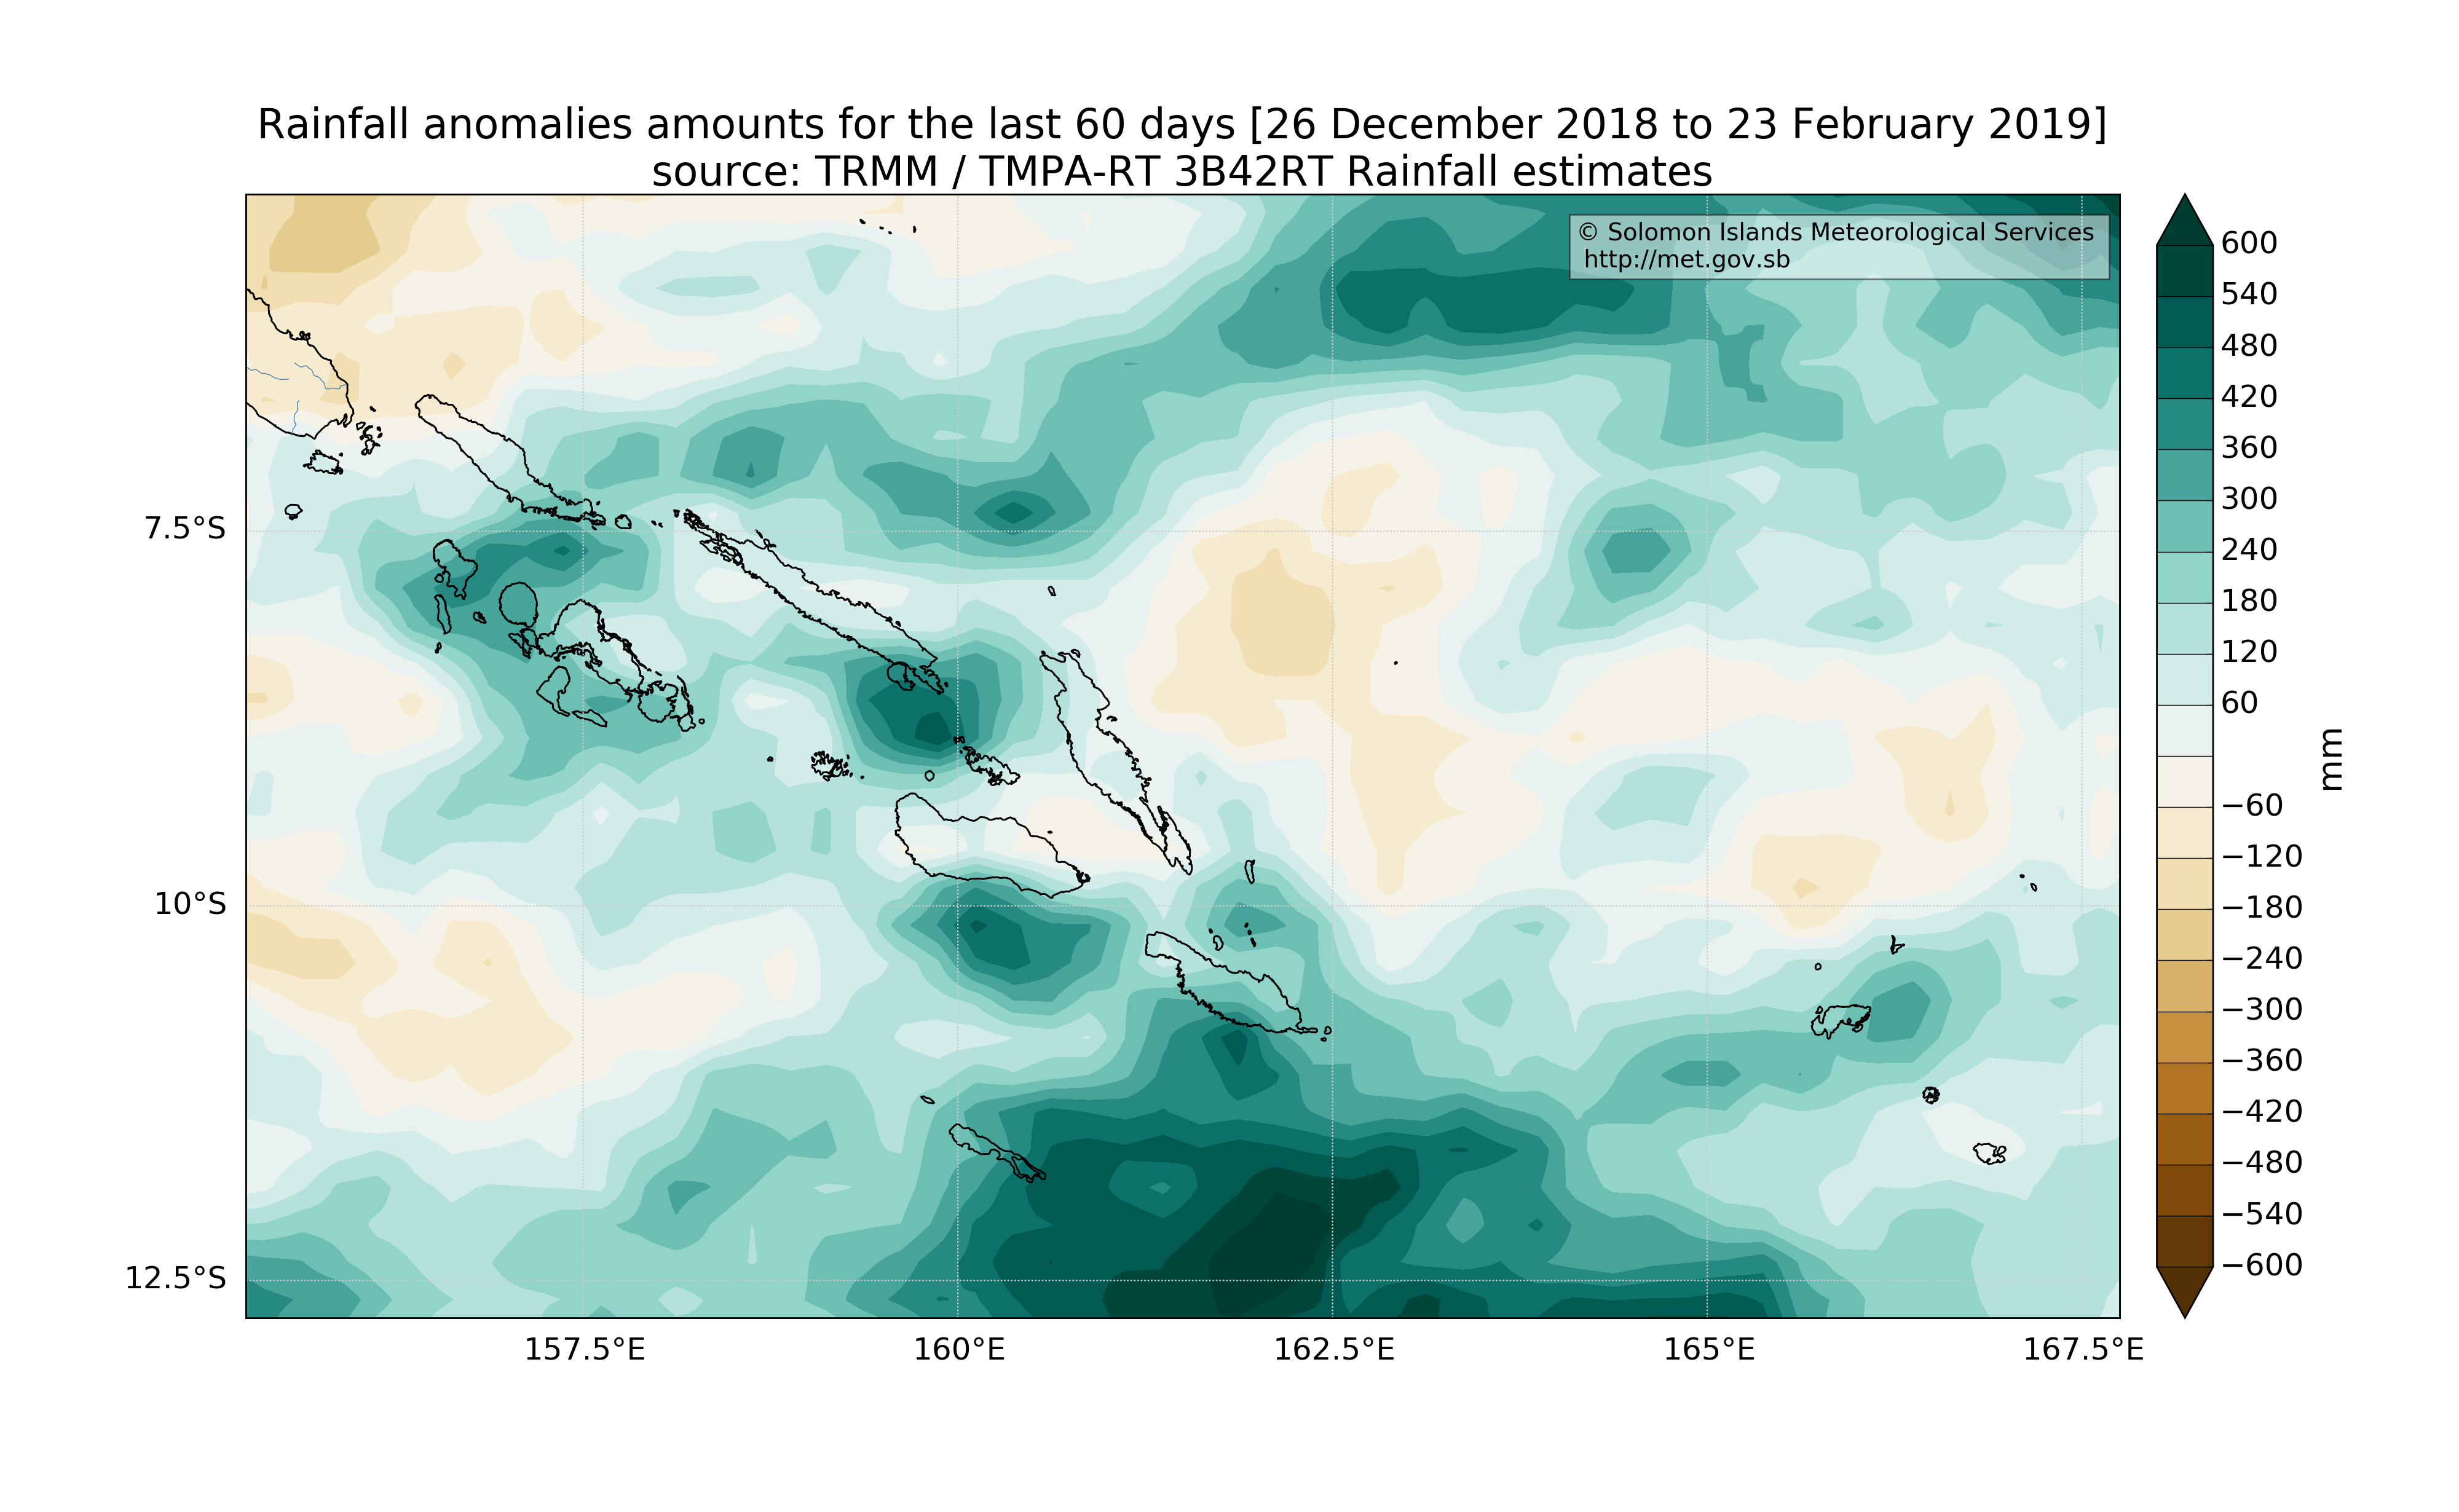 Rainfall anomalies amounts for the last 60 days [26 December 2018 to 23 February 2019]
source: TRMM / TMPA-RT 3B42RT Rainfall estimates
© Solomon Islands Meteorological Services
http://met.gov.sb
7.5°S
10°S
12.5°S
157.5°E
160°E
162.5°E
165°E
167.5°E
600
540
480
420
360
300
240
180
120
60
−60
−120
−180
−240
−300
−360
−420
−480
−540
−600
mm